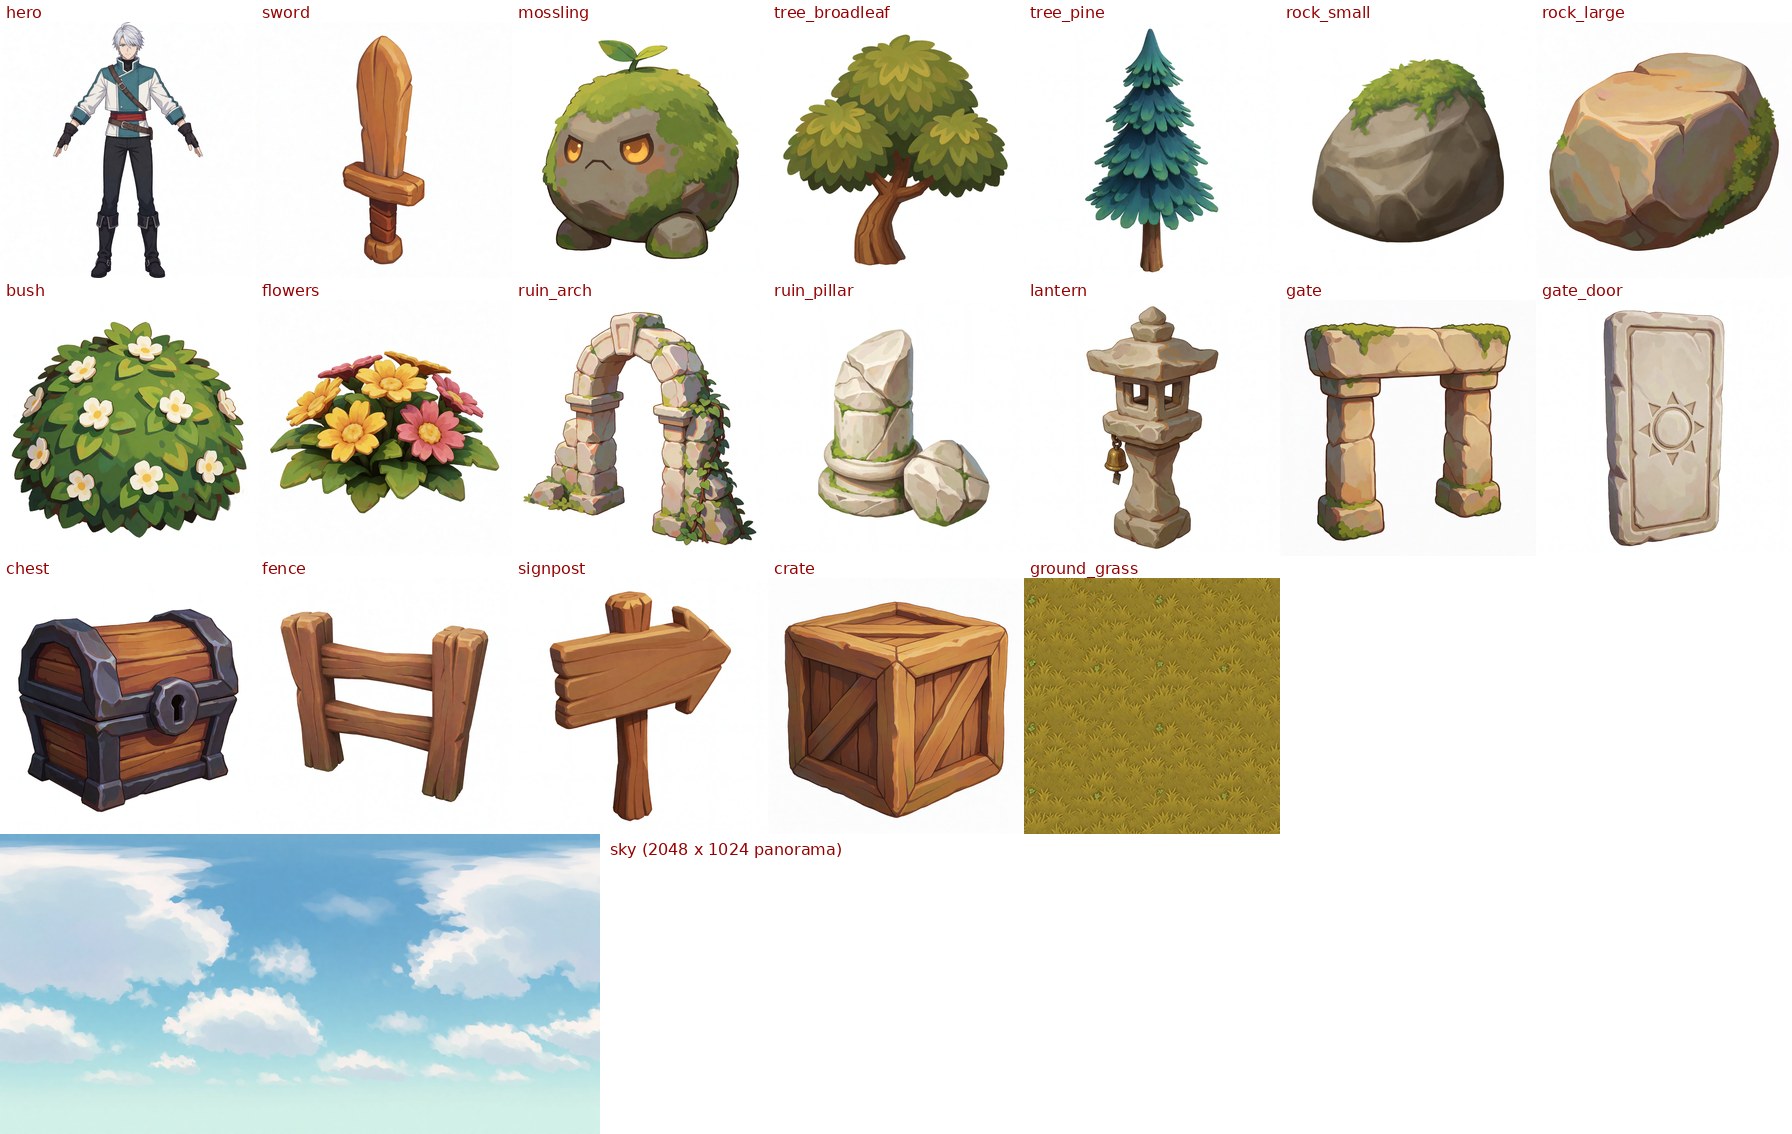 hero
sword
mossling
tree_broadleaf
tree_pine
rock_small
rock_large
bush
flowers
ruin_arch
ruin_pillar
lantern
gate
gate_door
chest
fence
signpost
crate
ground_grass
sky (2048 x 1024 panorama)